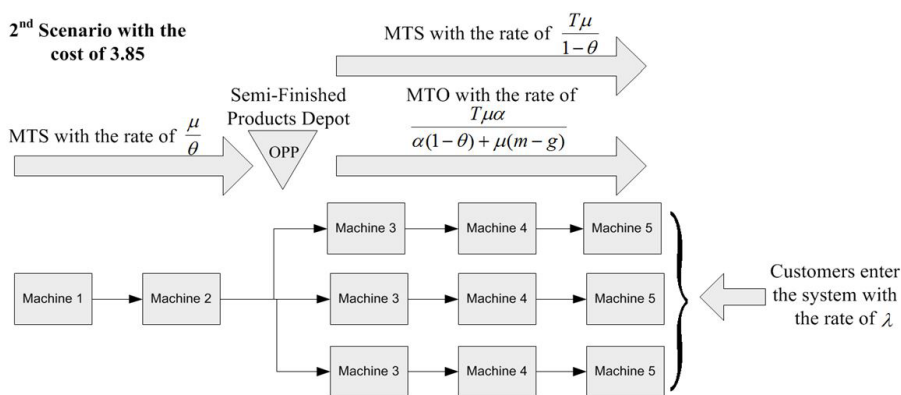 2nd Scenario with the
cost of 3.85
MTS with the rate of Tμ/(1−θ)
Semi-Finished
Products Depot
MTO with the rate of
Tμα/(α(1−θ)+μ(m−g))
MTS with the rate of μ/θ
OPP
Machine 3
Machine 4
Machine 5
Machine 1
Machine 2
Machine 3
Machine 4
Machine 5
Customers enter
the system with
the rate of λ
Machine 3
Machine 4
Machine 5